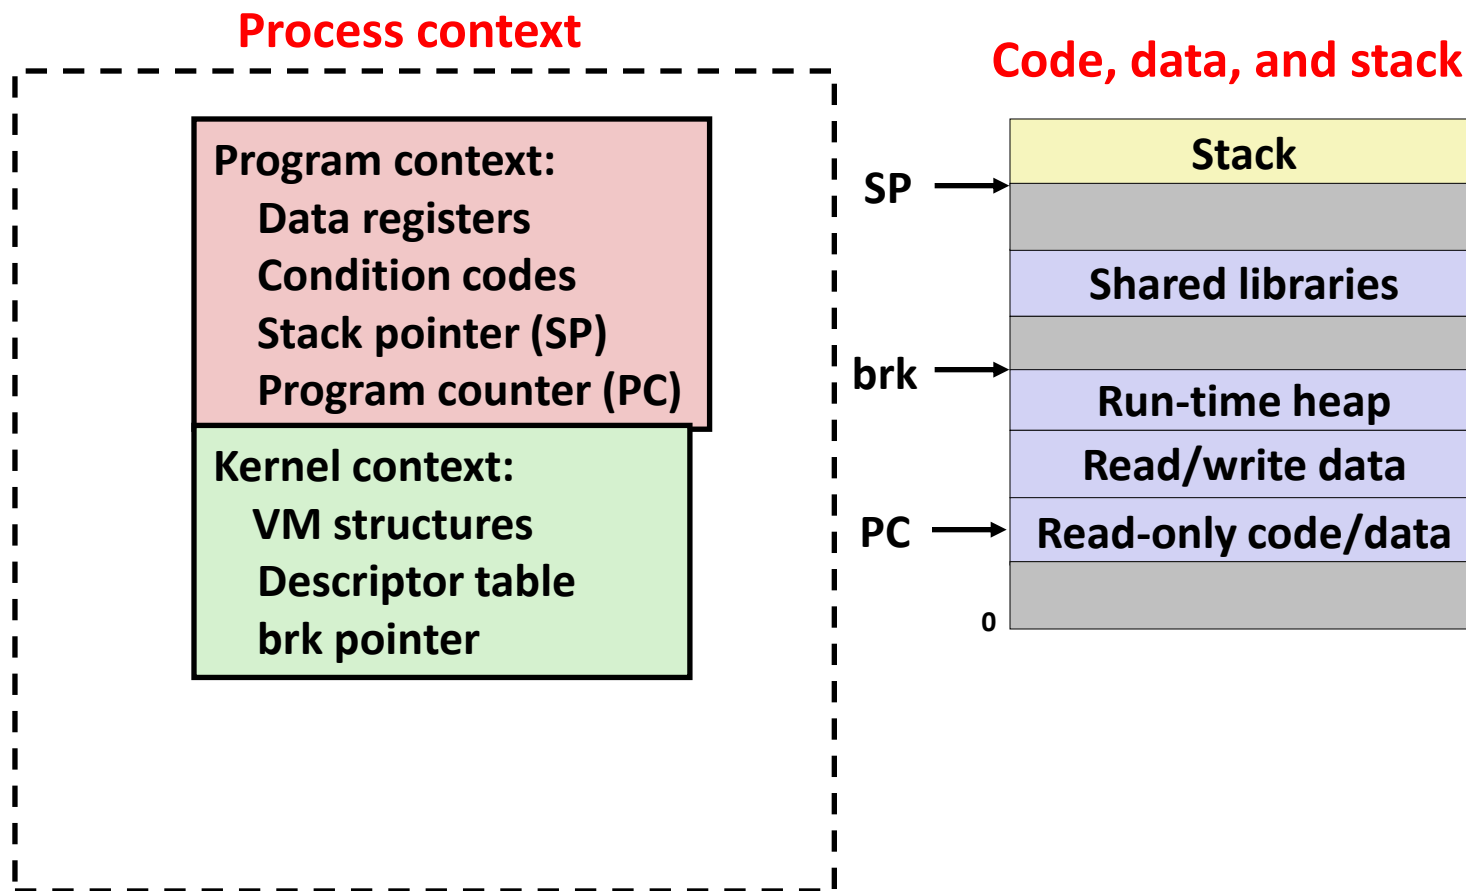 Process context
Program context:
Data registers
Condition codes
Stack pointer (SP)
Program counter (PC)
Kernel context:
VM structures
Descriptor table
brk pointer
Code, data, and stack
Stack
SP
Shared libraries
brk
Run-time heap
Read/write data
PC
Read-only code/data
0